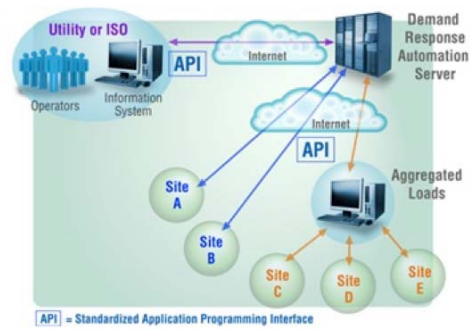 Utility or ISO
API
Internet
Demand
Response
Automation
Server
Operators
Information
System
Internet
API
Site
A
Aggregated
Loads
Site
B
Site
C
Site
D
Site
E
API = Standardized Application Programming Interface